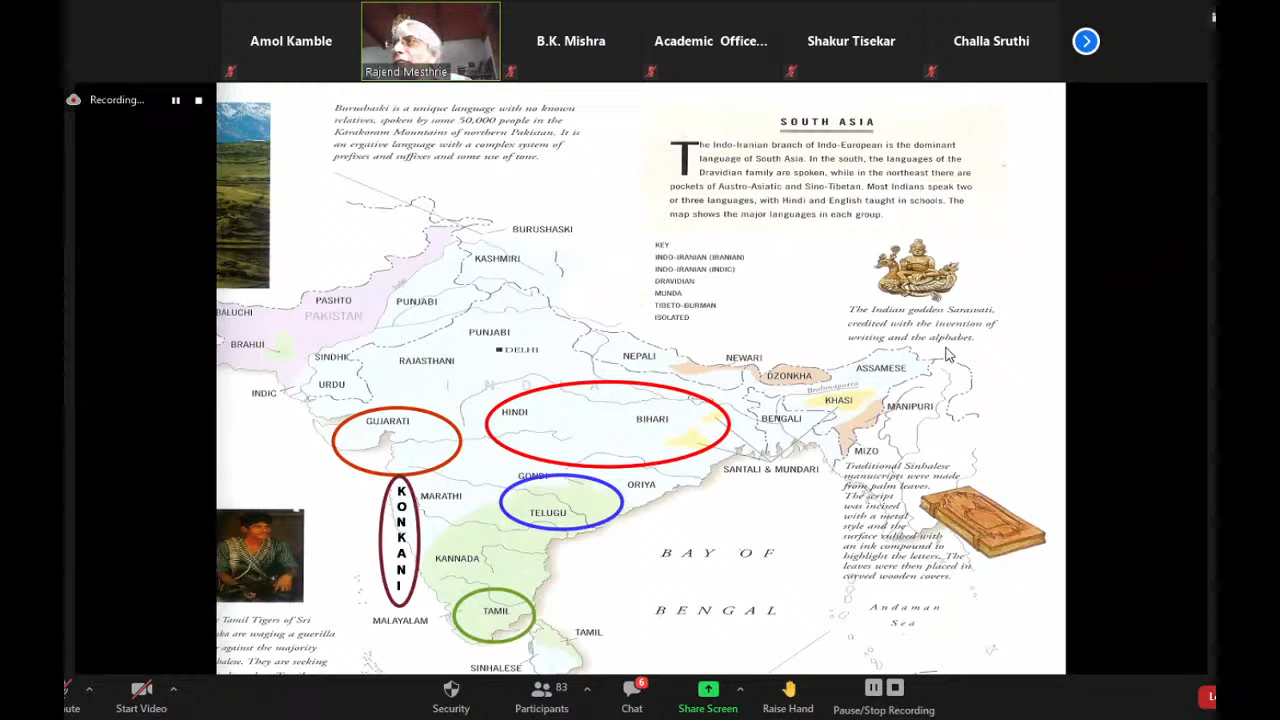 Amol Kamble
Rajend Mesthrie
B.K. Mishra
Academic Office...
Shakur Tisekar
Challa Sruthi
Recording...
Burushaski is a unique language with no known
relatives, spoken by some 50,000 people in the
Karakoram Mountains of northern Pakistan. It is
an ergative language with a complex system of
prefixes and suffixes and some use of tone.
SOUTH ASIA
The Indo-Iranian branch of Indo-European is the dominant
language of South Asia. In the south, the languages of the
Dravidian family are spoken, while in the northeast there are
pockets of Austro-Asiatic and Sino-Tibetan. Most Indians speak two
or three languages, with Hindi and English taught in schools. The
map shows the major languages in each group.
KEY
INDO-IRANIAN (IRANIAN)
INDO-IRANIAN (INDIC)
DRAVIDIAN
MUNDA
TIBETO-BURMAN
ISOLATED
The Indian goddess Sarasvati,
credited with the invention of
writing and the alphabet.
BURUSHASKI
KASHMIRI
PASHTO
PAKISTAN
PUNJABI
BALUCHI
BRAHUI
PUNJABI
DELHI
SINDHI
RAJASTHANI
URDU
INDIC
INDIA
NEPALI
NEWARI
DZONKHA
ASSAMESE
Brahmaputra
KHASI
MANIPURI
HINDI
BIHARI
BENGALI
GUJARATI
MIZO
SANTALI & MUNDARI
GONDI
ORIYA
MARATHI
TELUGU
KONKANI
KANNADA
TAMIL
MALAYALAM
TAMIL
SINHALESE
BAY OF
BENGAL
Andaman
Sea
Traditional Sinhalese
manuscripts were made
from palm leaves.
The script
was incised
with a metal
style and the
surface rubbed with
an ink compound to
highlight the letters. The
leaves were then placed in
carved wooden covers.
Tamil Tigers of Sri
are waging a guerilla
against the majority
They are seeking
Start Video
Security
83
Participants
6
Chat
Share Screen
Raise Hand
Pause/Stop Recording